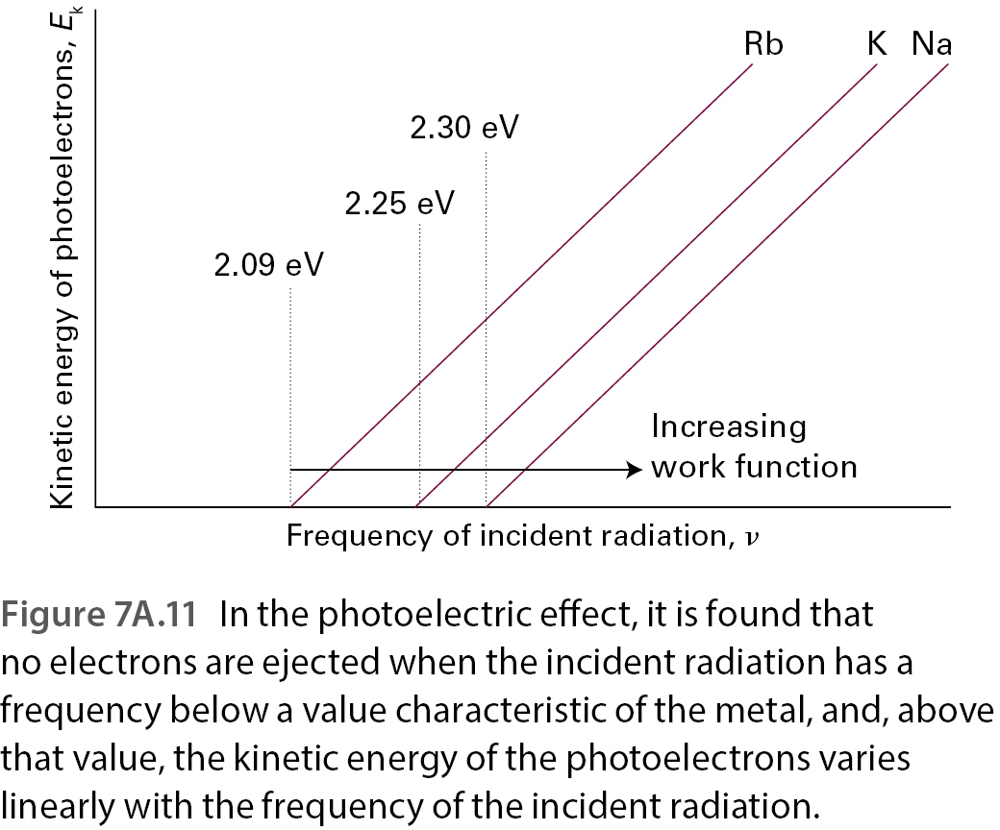 Kinetic energy of photoelectrons, Eₖ
Rb K Na
2.30 eV
2.25 eV
2.09 eV
Increasing
work function
Frequency of incident radiation, ν
Figure 7A.11 In the photoelectric effect, it is found that
no electrons are ejected when the incident radiation has a
frequency below a value characteristic of the metal, and, above
that value, the kinetic energy of the photoelectrons varies
linearly with the frequency of the incident radiation.